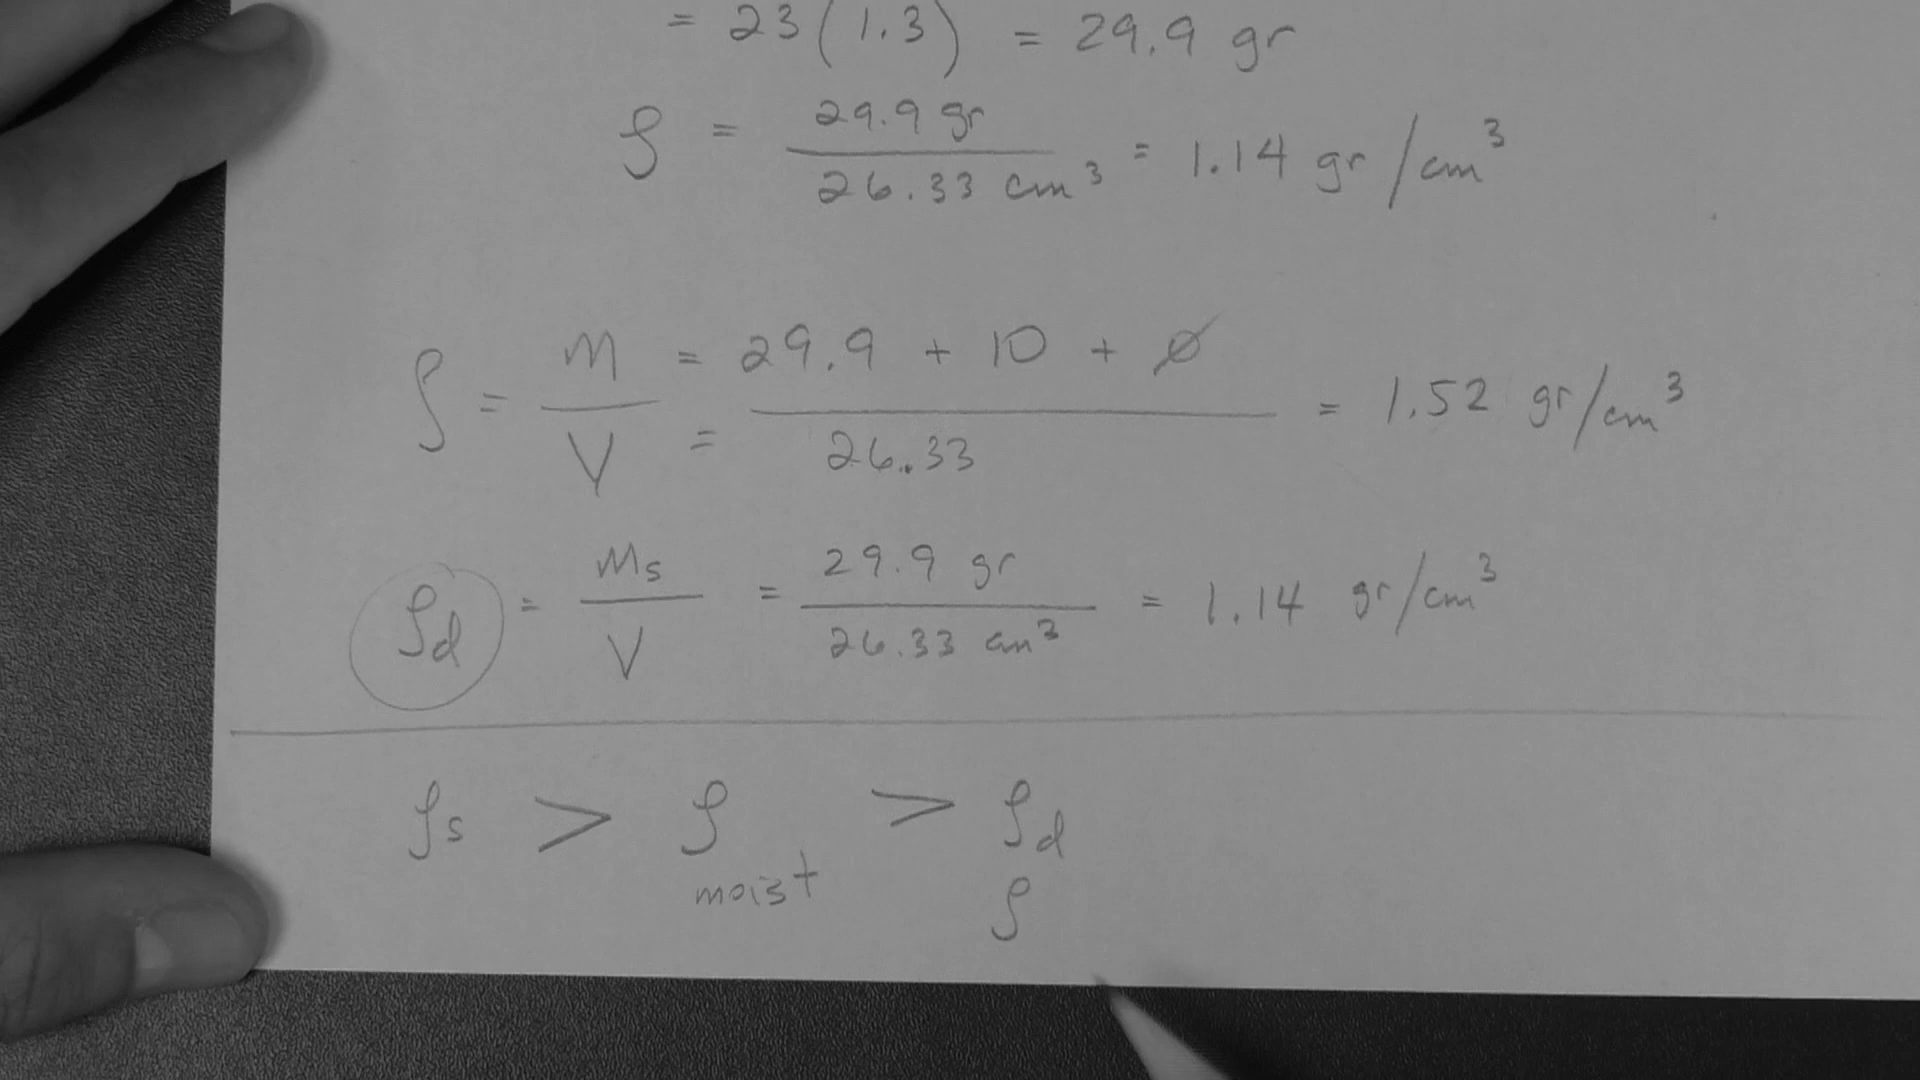 = 23 (1.3) = 29.9 gr
ρ = 29.9 gr / 26.33 cm³ = 1.14 gr/cm³
ρ = m / V = 29.9 + 10 + ∅ / = 26.33 = 1.52 gr/cm³
ρd = Ms / V = 29.9 gr / 26.33 cm³ = 1.14 gr/cm³
ρs > ρ > ρd
moist ρ